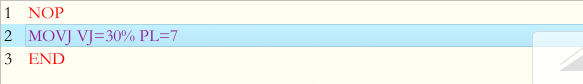 1 NOP
2 MOVJ VJ=30% PL=7
3 END